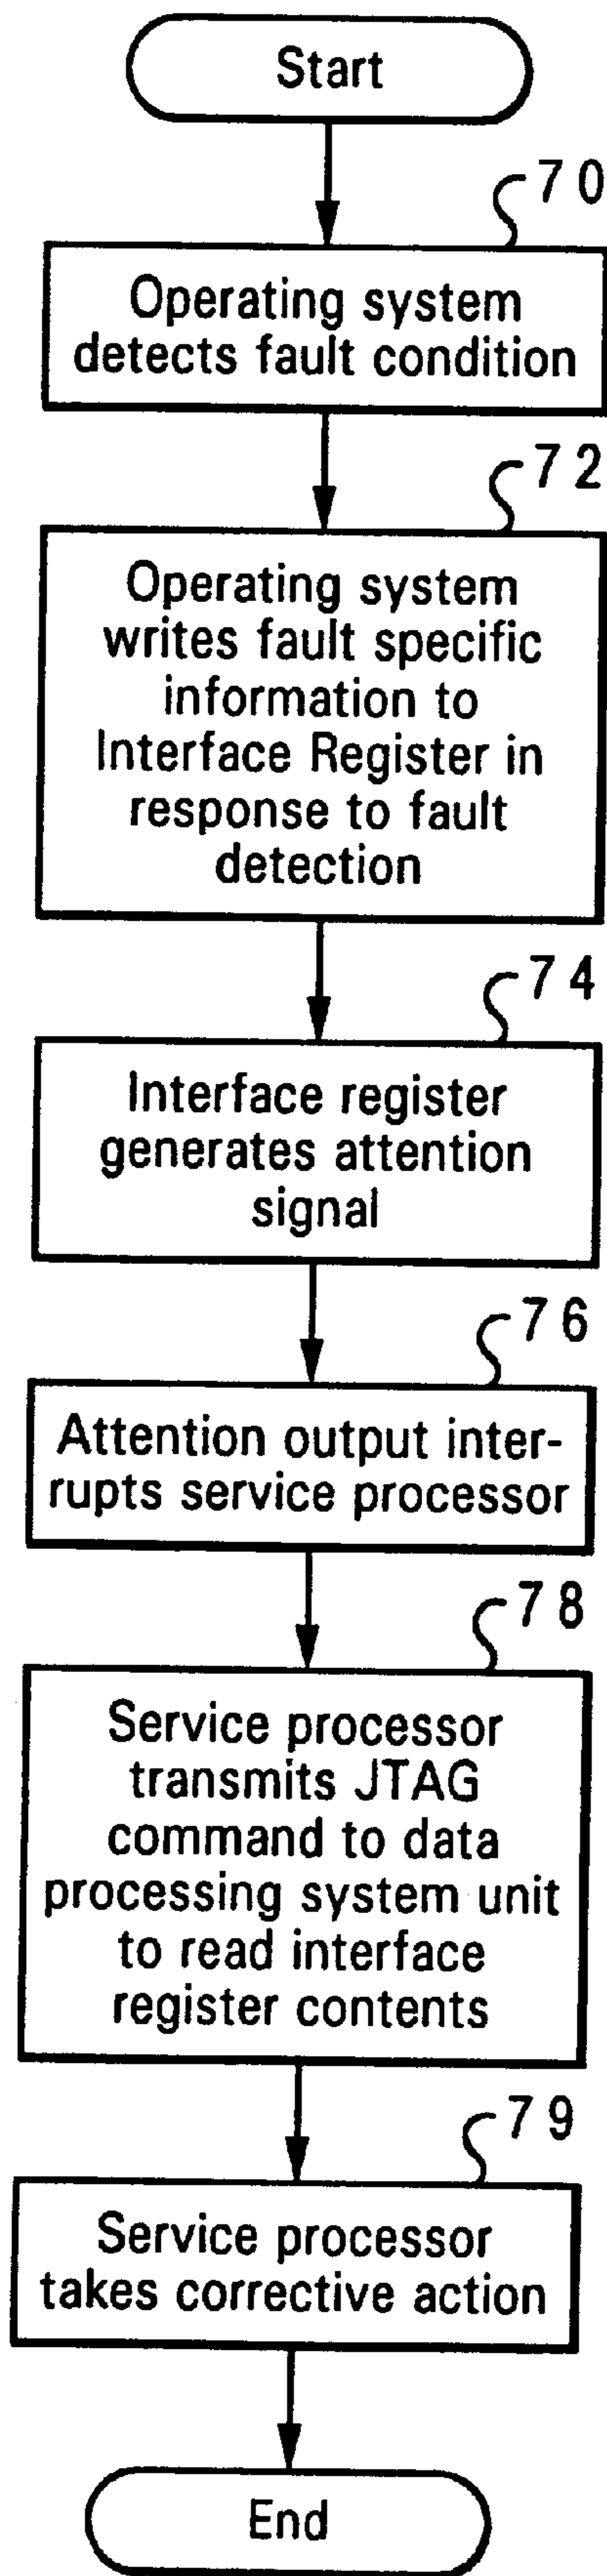 Start
70
Operating system
detects fault condition
72
Operating system
writes fault specific
information to
Interface Register in
response to fault
detection
74
Interface register
generates attention
signal
76
Attention output inter-
rupts service processor
78
Service processor
transmits JTAG
command to data
processing system unit
to read interface
register contents
79
Service processor
takes corrective action
End